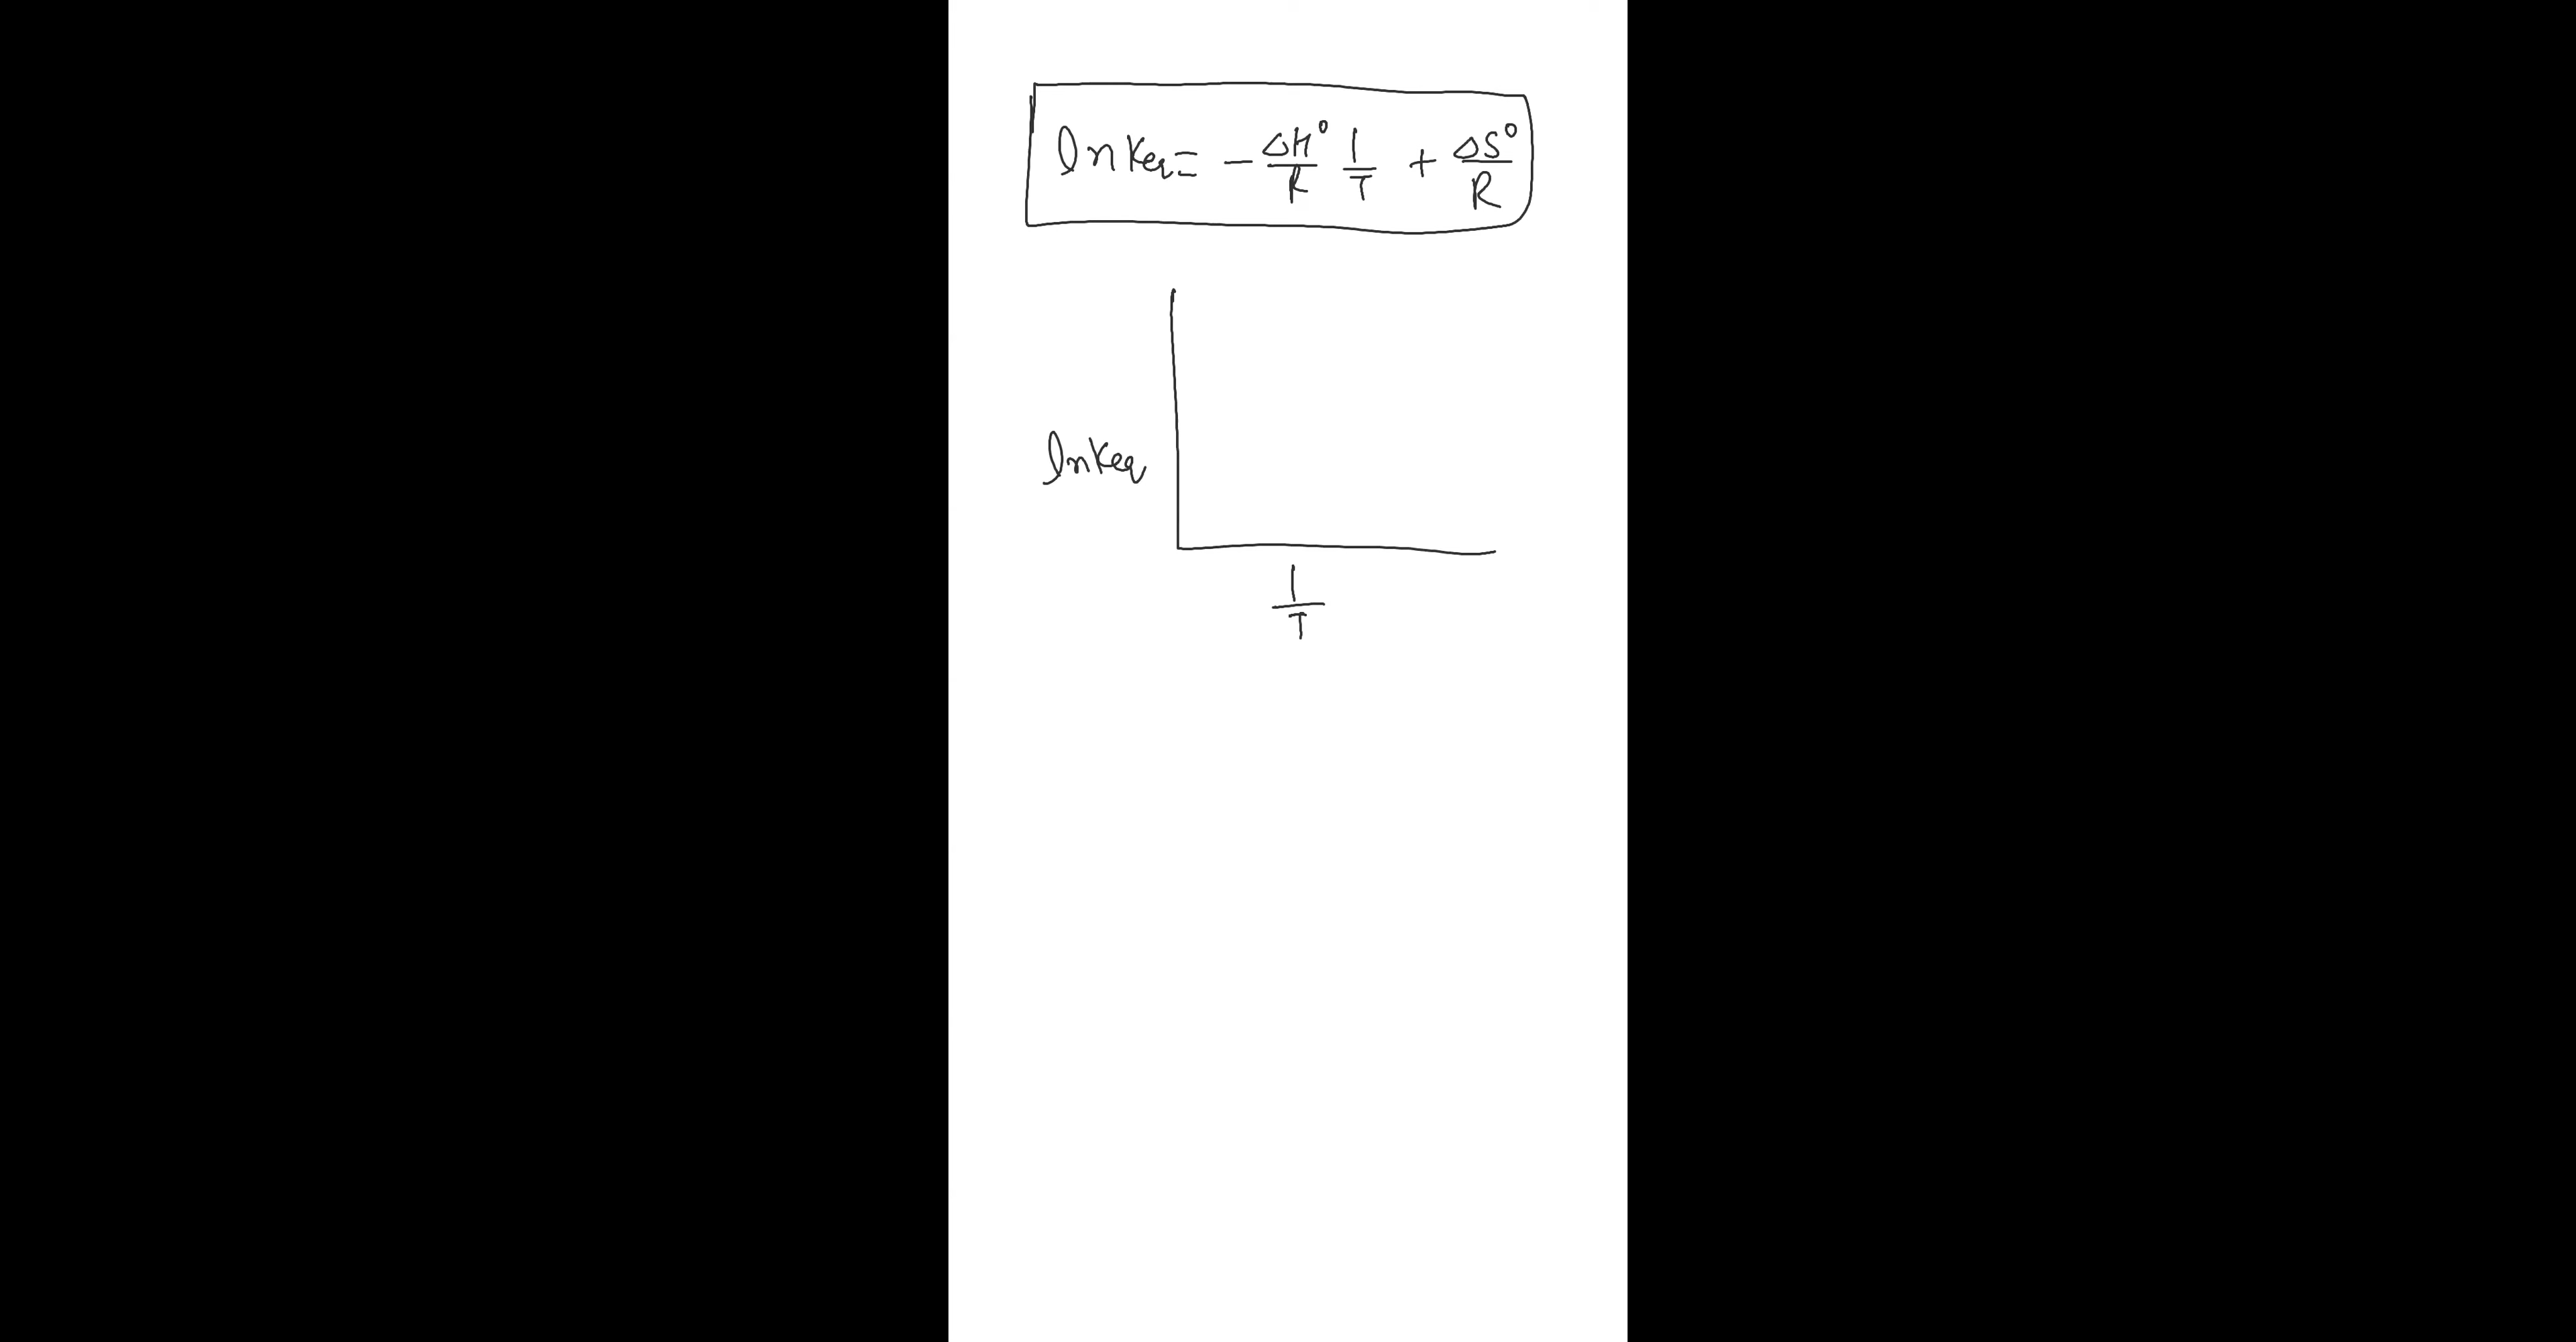 ln Keq = - ΔH°/R 1/T + ΔS°/R
ln Keq
1/T